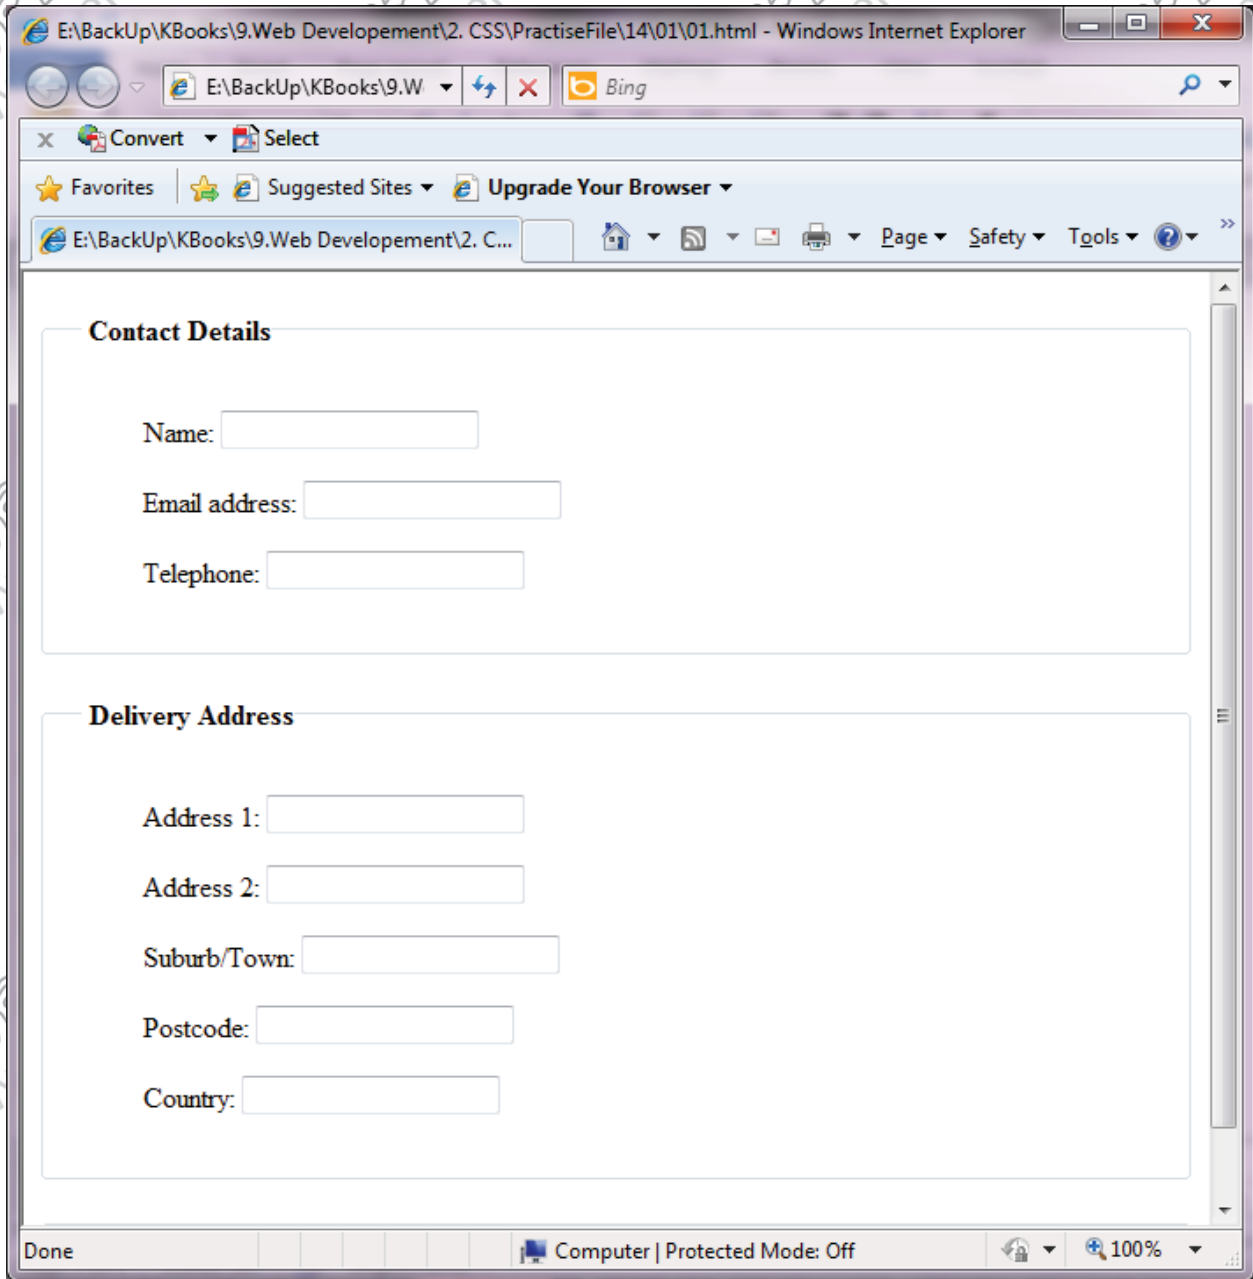 E:\BackUp\KBooks\9.Web Developement\2. CSS\PractiseFile\14\01\01.html - Windows Internet Explorer
E:\BackUp\KBooks\9.W Bing
x Convert Select
Favorites Suggested Sites Upgrade Your Browser
E:\BackUp\KBooks\9.Web Developement\2. C... Page Safety Tools »
Contact Details
Name:
Email address:
Telephone:
Delivery Address
Address 1:
Address 2:
Suburb/Town:
Postcode:
Country:
Done Computer | Protected Mode: Off 100%